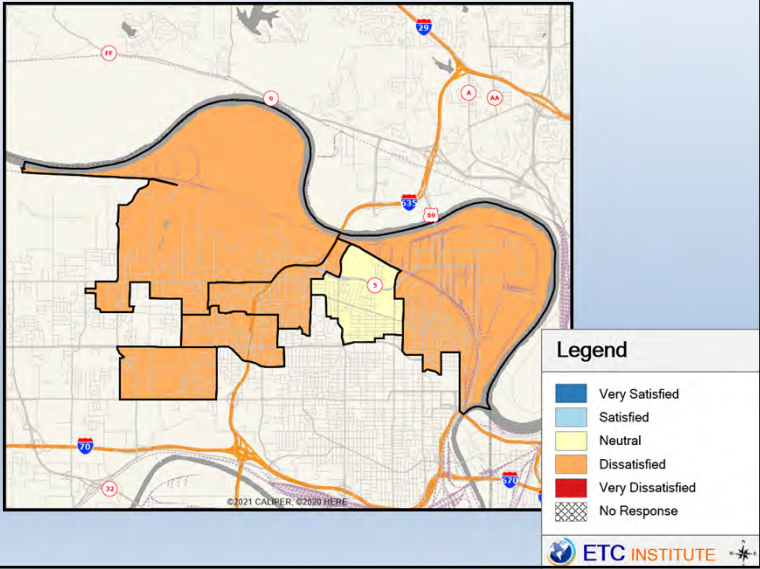 29
FF
A
AA
9
635
69
5
Legend
Very Satisfied
Satisfied
Neutral
Dissatisfied
Very Dissatisfied
No Response
70
670
32
©2021 CALIPER; ©2020 HERE
ETC INSTITUTE
N
W
E
S